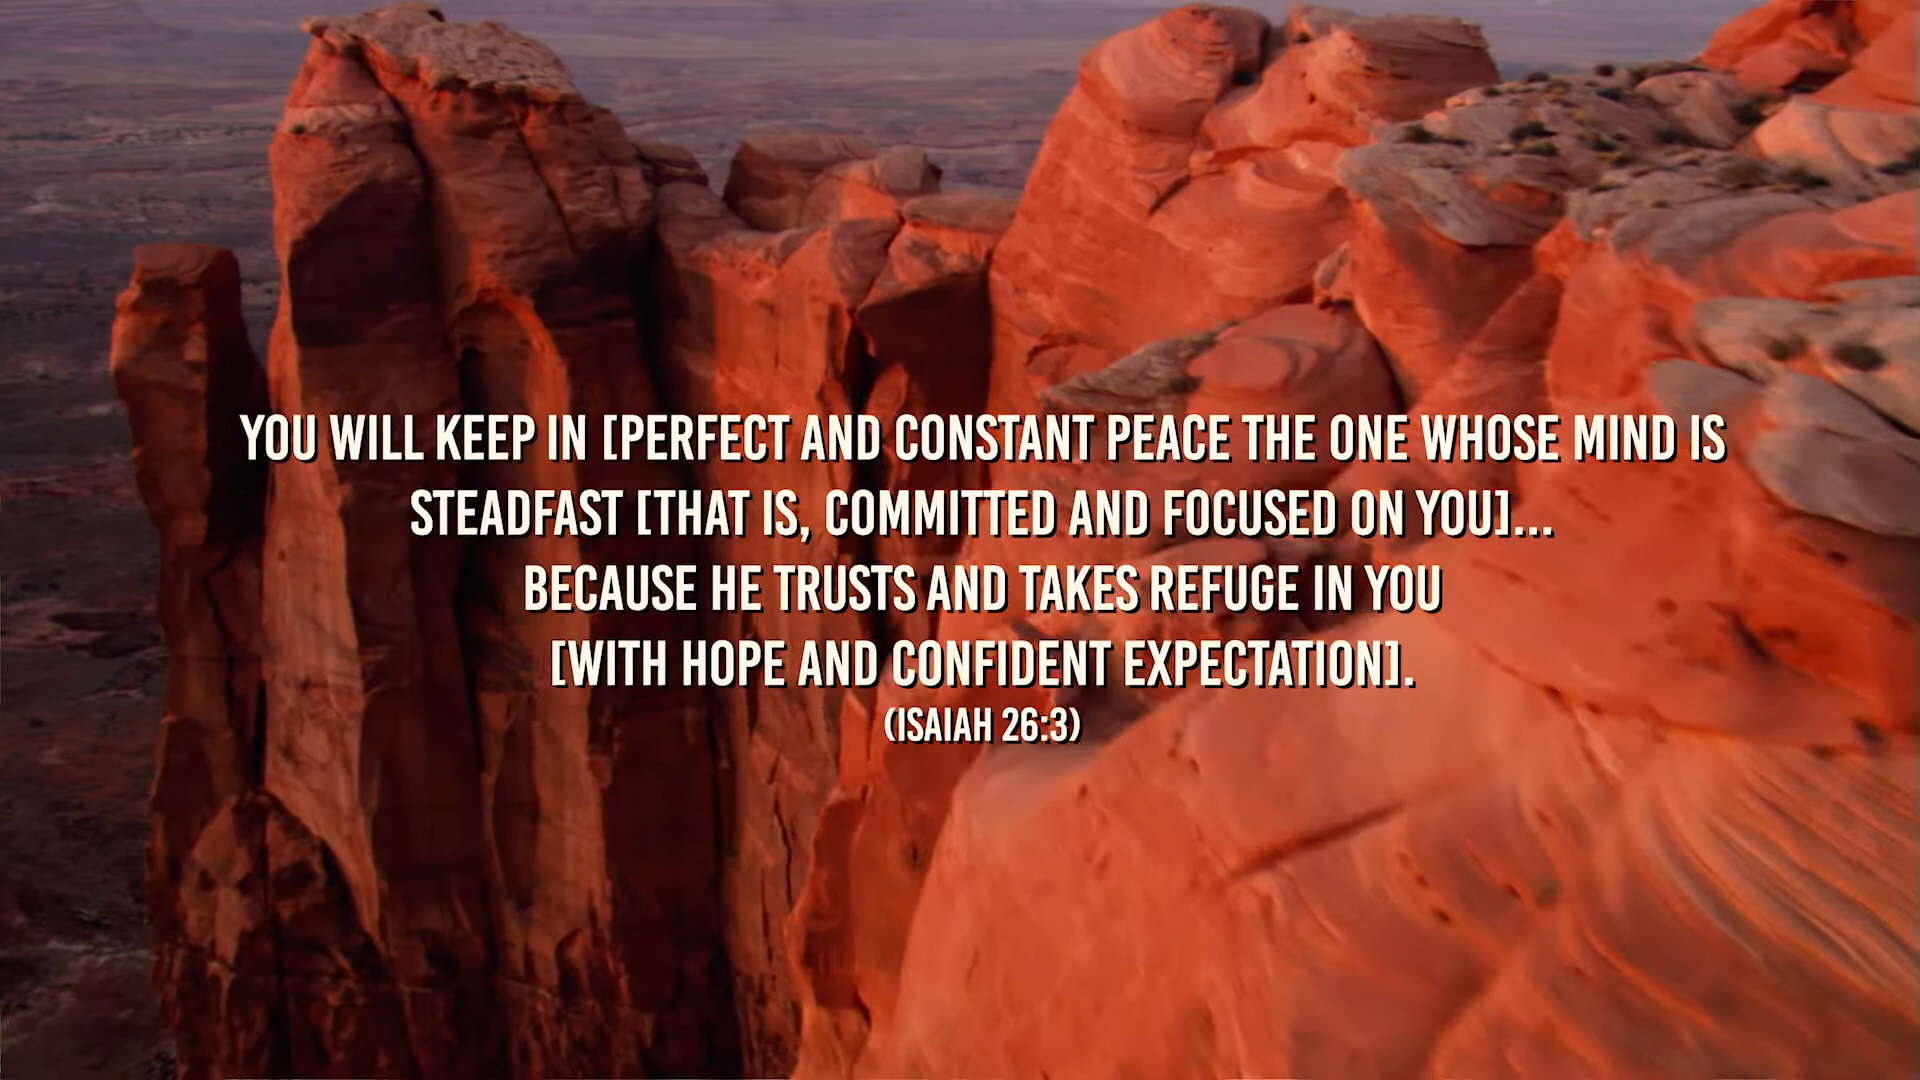 YOU WILL KEEP IN [PERFECT AND CONSTANT PEACE THE ONE WHOSE MIND IS
STEADFAST [THAT IS, COMMITTED AND FOCUSED ON YOU]...
BECAUSE HE TRUSTS AND TAKES REFUGE IN YOU
[WITH HOPE AND CONFIDENT EXPECTATION].
(ISAIAH 26:3)